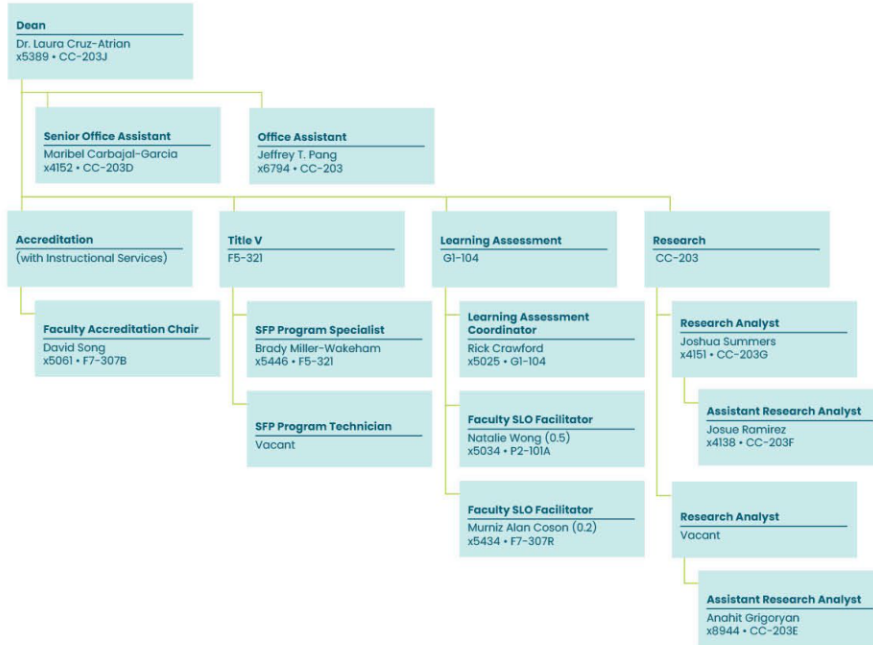 Dean
Dr. Laura Cruz-Atrian
x5389 • CC-203J
Senior Office Assistant
Maribel Carbajal-Garcia
x4152 • CC-203D
Office Assistant
Jeffrey T. Pang
x6794 • CC-203
Accreditation
(with Instructional Services)
Faculty Accreditation Chair
David Song
x5061 • F7-307B
Title V
F5-321
SFP Program Specialist
Brady Miller-Wakeham
x5446 • F5-321
SFP Program Technician
Vacant
Learning Assessment
G1-104
Learning Assessment
Coordinator
Rick Crawford
x5025 • G1-104
Faculty SLO Facilitator
Natalie Wong (0.5)
x5034 • P2-101A
Faculty SLO Facilitator
Murniz Alan Coson (0.2)
x5434 • F7-307R
Research
CC-203
Research Analyst
Joshua Summers
x4151 • CC-203G
Assistant Research Analyst
Josue Ramirez
x4138 • CC-203F
Research Analyst
Vacant
Assistant Research Analyst
Anahit Grigoryan
x8944 • CC-203E